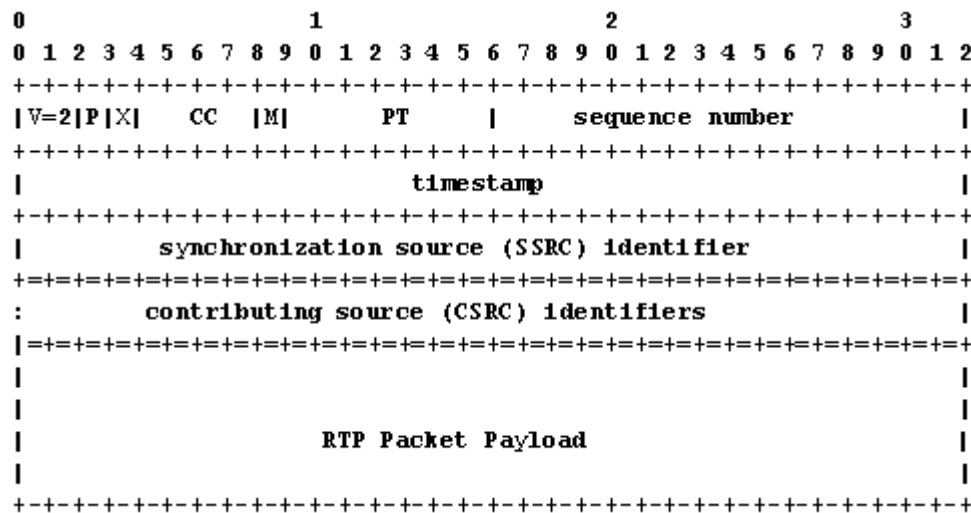 0                   1                   2                   3
0 1 2 3 4 5 6 7 8 9 0 1 2 3 4 5 6 7 8 9 0 1 2 3 4 5 6 7 8 9 0 1 2
+-+-+-+-+-+-+-+-+-+-+-+-+-+-+-+-+-+-+-+-+-+-+-+-+-+-+-+-+-+-+-+-+
|V=2|P|X|   CC  |M|      PT     |     sequence number           |
+-+-+-+-+-+-+-+-+-+-+-+-+-+-+-+-+-+-+-+-+-+-+-+-+-+-+-+-+-+-+-+-+
|                          timestamp                            |
+-+-+-+-+-+-+-+-+-+-+-+-+-+-+-+-+-+-+-+-+-+-+-+-+-+-+-+-+-+-+-+-+
|         synchronization source (SSRC) identifier              |
+=+=+=+=+=+=+=+=+=+=+=+=+=+=+=+=+=+=+=+=+=+=+=+=+=+=+=+=+=+=+=+=+
:        contributing source (CSRC) identifiers                 |
|=+=+=+=+=+=+=+=+=+=+=+=+=+=+=+=+=+=+=+=+=+=+=+=+=+=+=+=+=+=+=+=+
|                                                               |
|                                                               |
|                    RTP Packet Payload                         |
|                                                               |
+-+-+-+-+-+-+-+-+-+-+-+-+-+-+-+-+-+-+-+-+-+-+-+-+-+-+-+-+-+-+-+-+